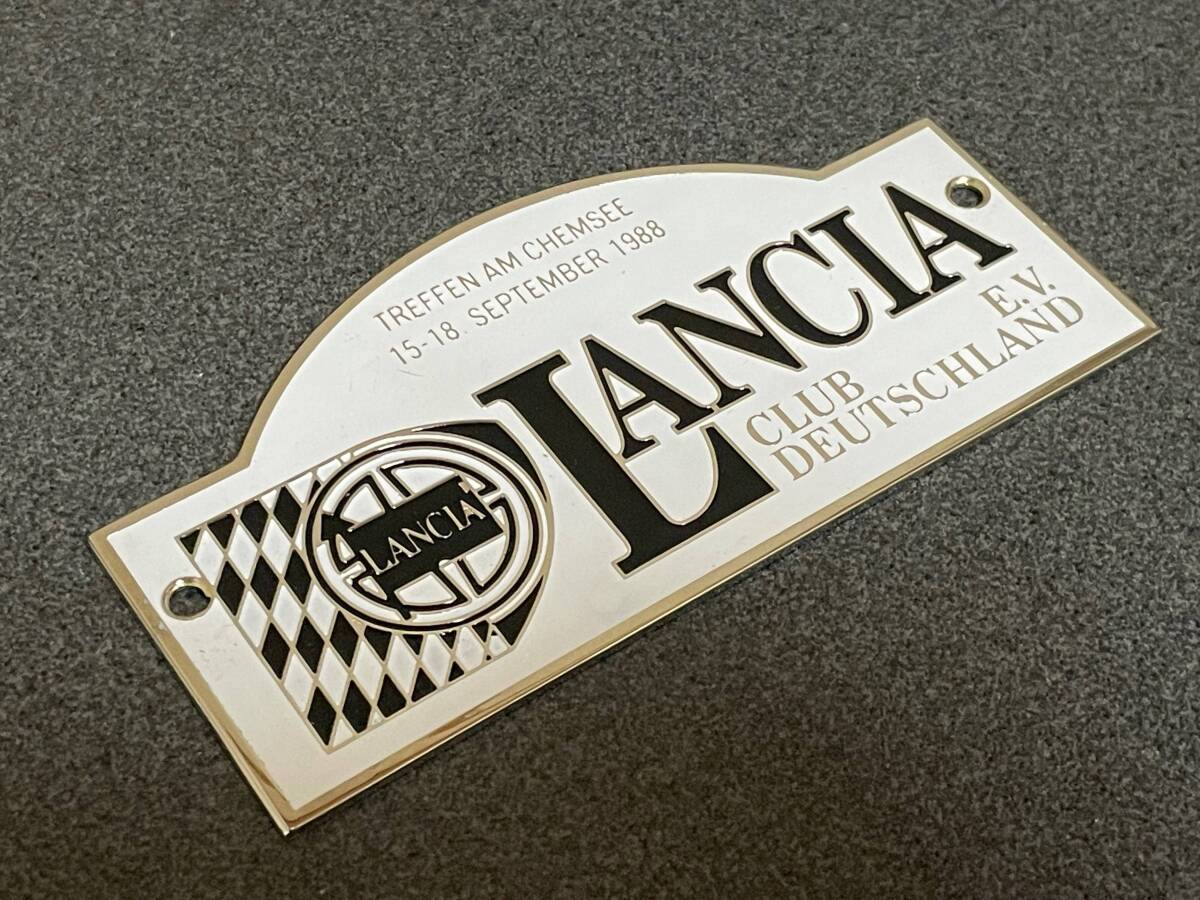 TREFFEN AM CHEMSEE
15-18. SEPTEMBER 1988
LANCIA
CLUB E.V.
DEUTSCHLAND
LANCIA